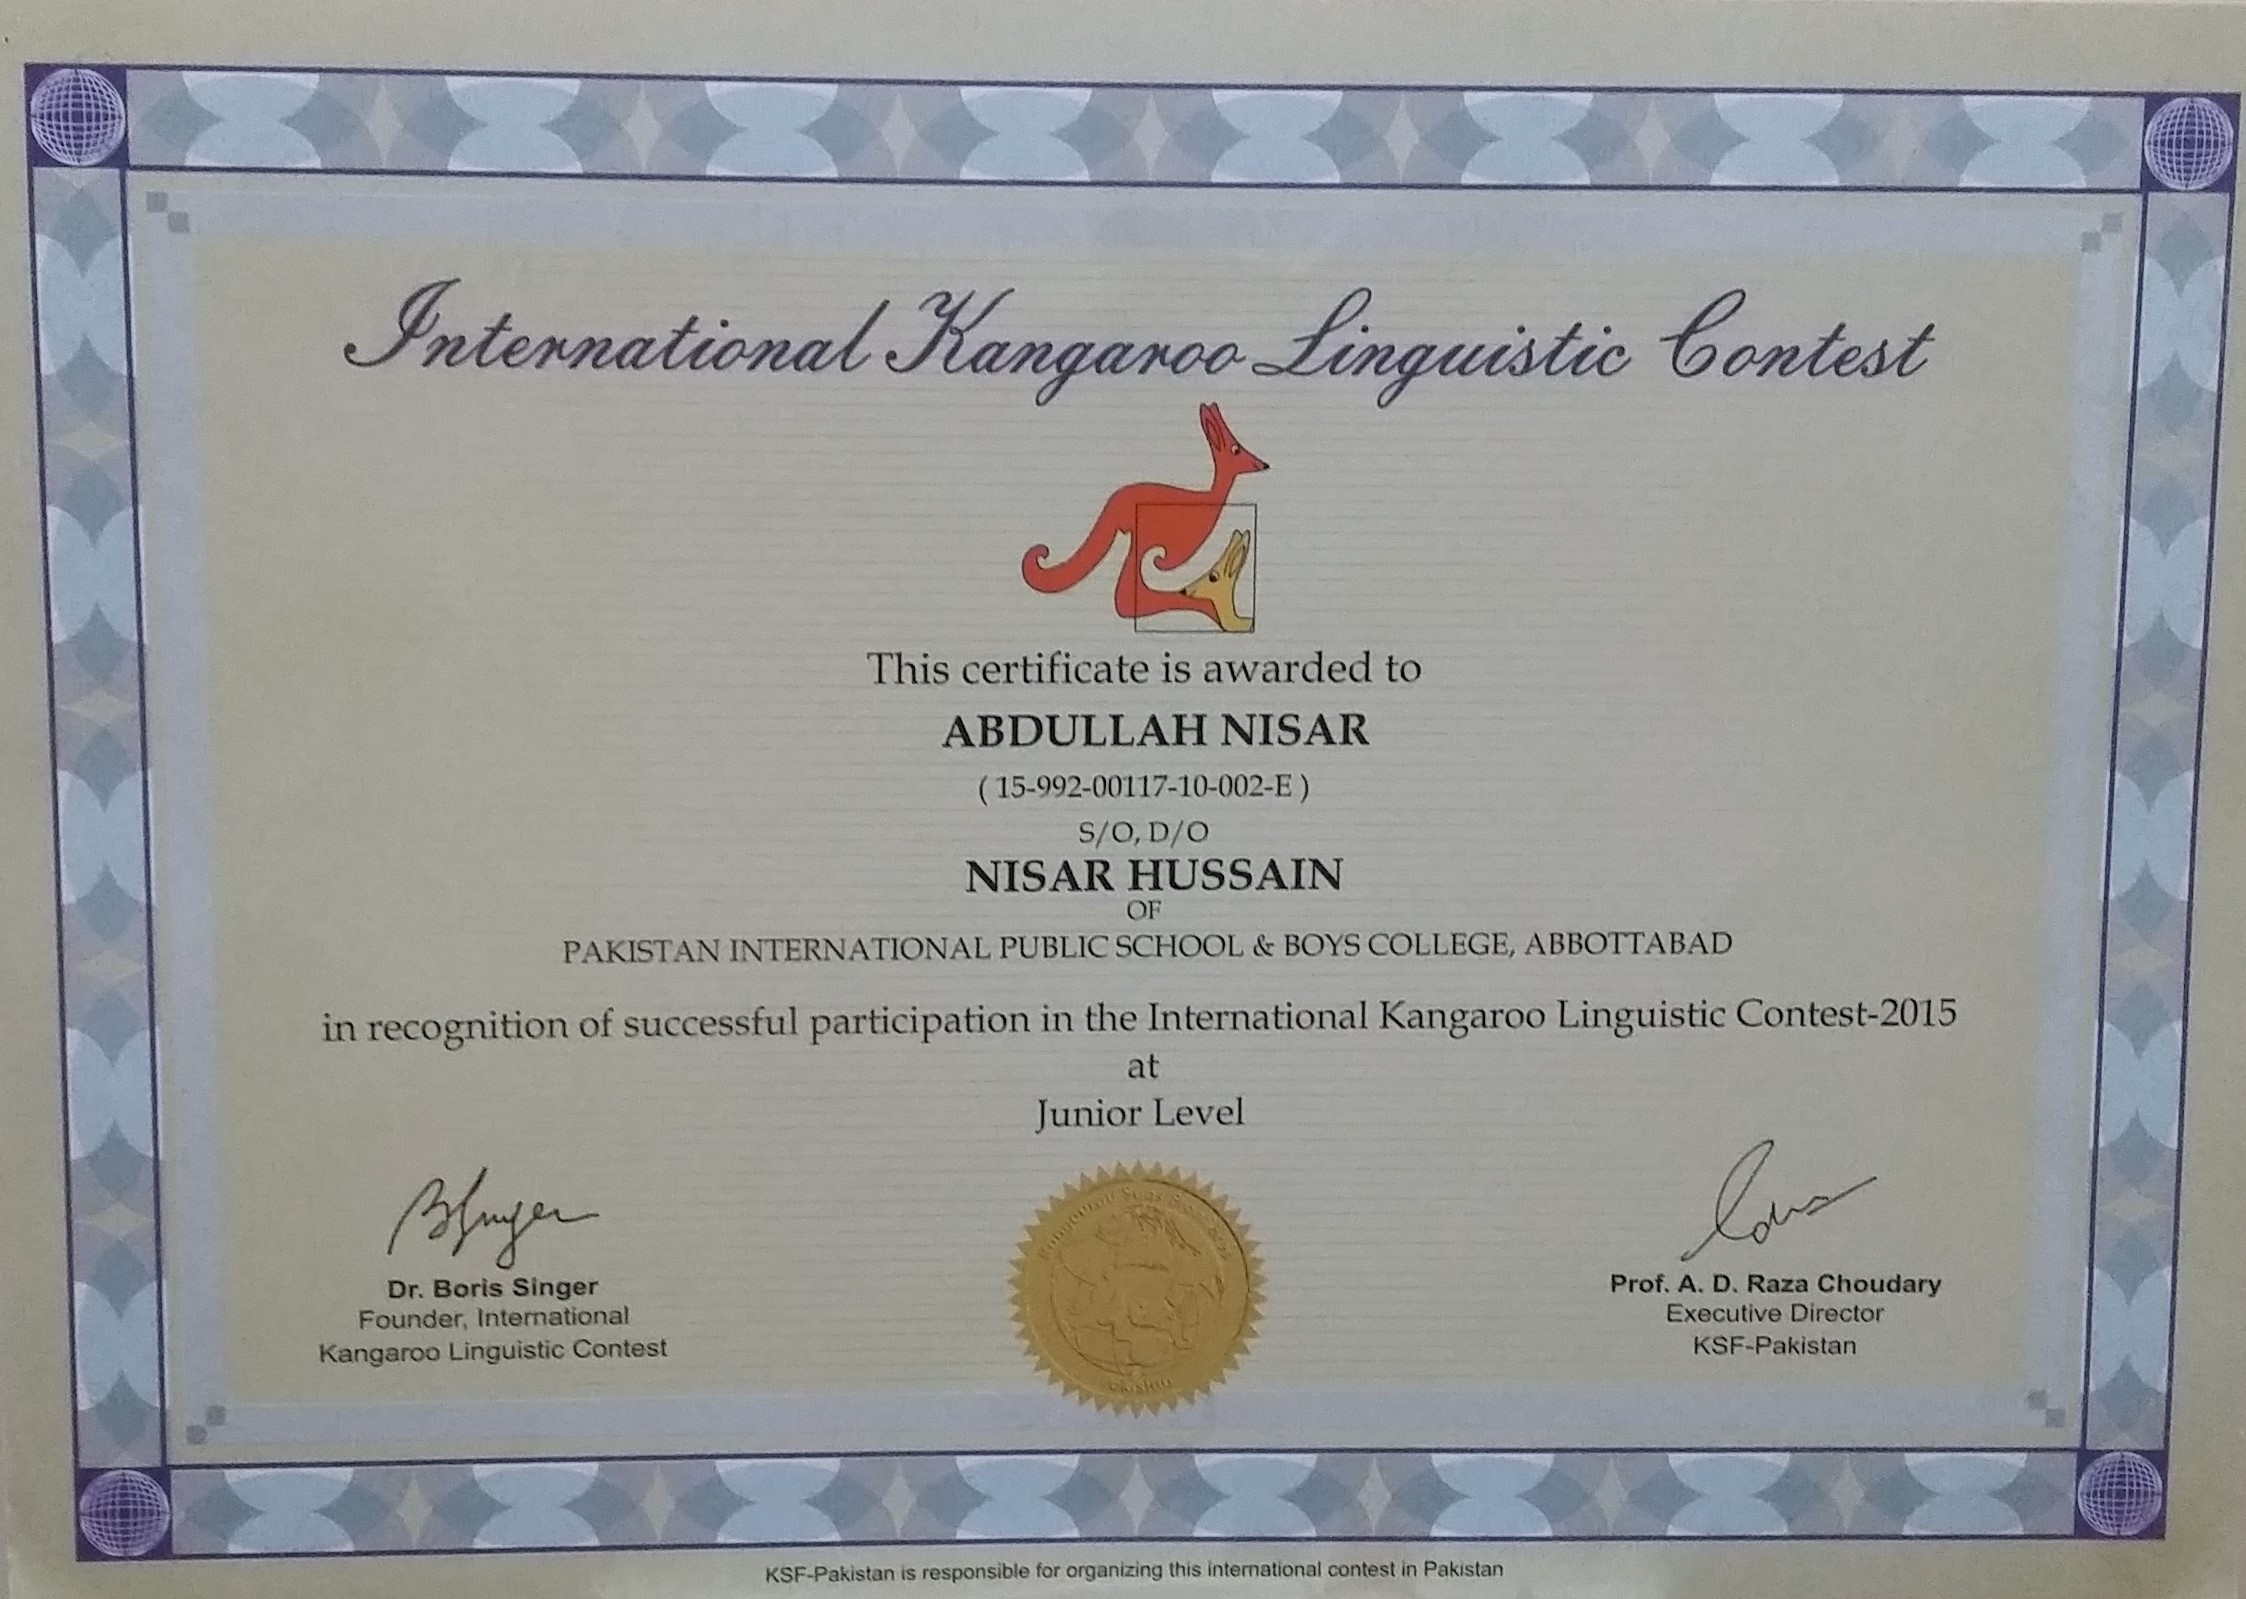 International Kangaroo Linguistic Contest
This certificate is awarded to
ABDULLAH NISAR
( 15-992-00117-10-002-E )
S/O, D/O
NISAR HUSSAIN
OF
PAKISTAN INTERNATIONAL PUBLIC SCHOOL & BOYS COLLEGE, ABBOTTABAD
in recognition of successful participation in the International Kangaroo Linguistic Contest-2015
at
Junior Level
Dr. Boris Singer
Founder, International
Kangaroo Linguistic Contest
Pakistan
Prof. A. D. Raza Choudary
Executive Director
KSF-Pakistan
KSF-Pakistan is responsible for organizing this international contest in Pakistan